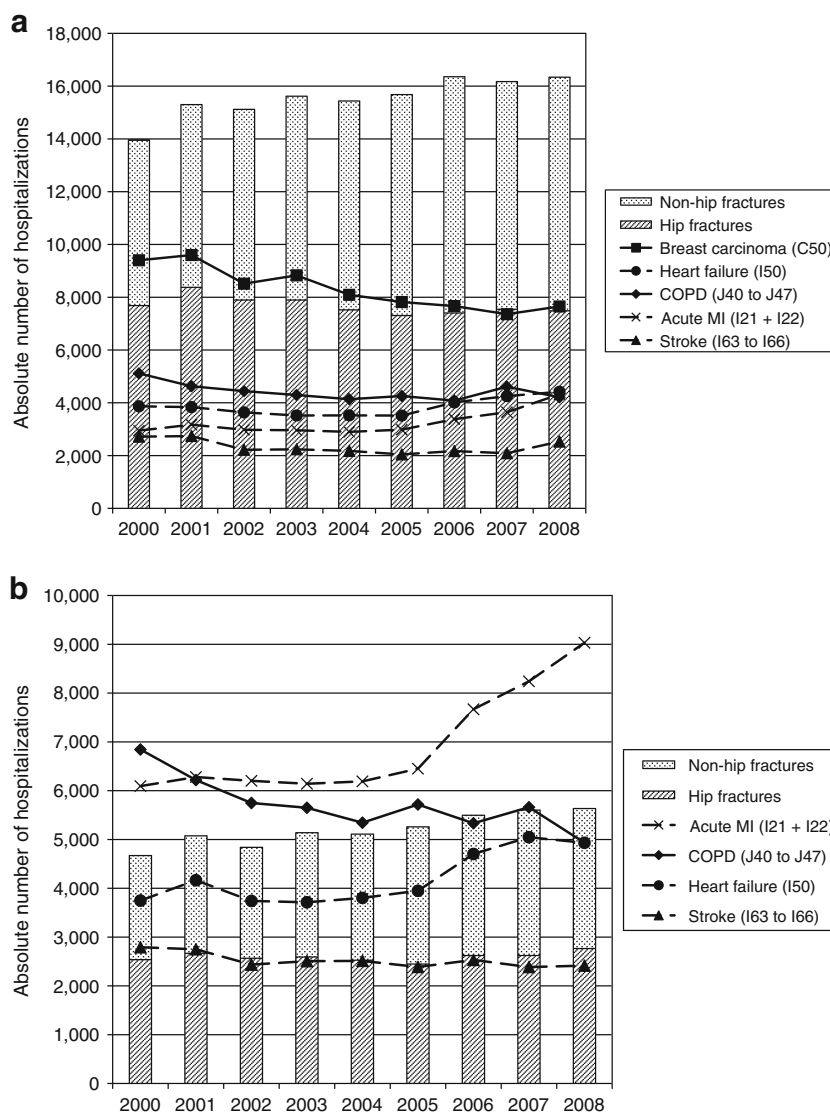 a
Absolute number of hospitalizations
18,000
16,000
14,000
12,000
10,000
8,000
6,000
4,000
2,000
0
2000 2001 2002 2003 2004 2005 2006 2007 2008
Non-hip fractures
Hip fractures
Breast carcinoma (C50)
Heart failure (I50)
COPD (J40 to J47)
Acute MI (I21 + I22)
Stroke (I63 to I66)
b
Absolute number of hospitalizations
10,000
9,000
8,000
7,000
6,000
5,000
4,000
3,000
2,000
1,000
0
2000 2001 2002 2003 2004 2005 2006 2007 2008
Non-hip fractures
Hip fractures
Acute MI (I21 + I22)
COPD (J40 to J47)
Heart failure (I50)
Stroke (I63 to I66)